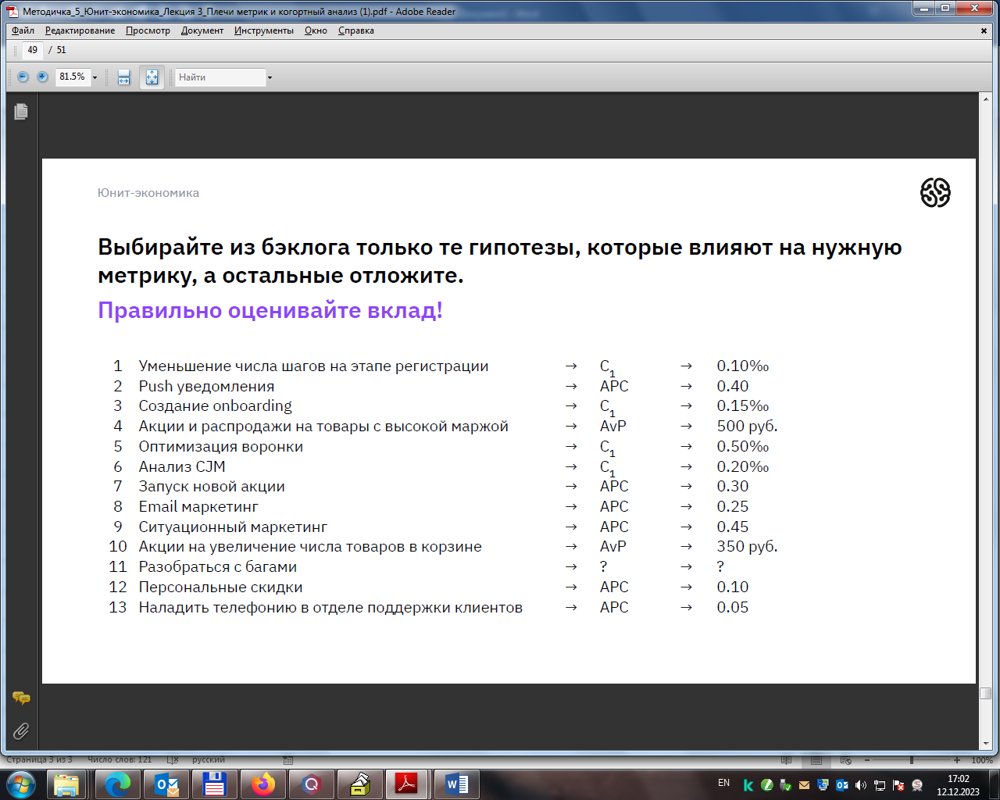 Методичка_5_Юнит-экономика_Лекция 3_Плечи метрик и когортный анализ (1).pdf - Adobe Reader
Файл Редактирование Просмотр Документ Инструменты Окно Справка
49 / 51
81.5% Найти
Юнит-экономика
Выбирайте из бэклога только те гипотезы, которые влияют на нужную
метрику, а остальные отложите.
Правильно оценивайте вклад!
1 Уменьшение числа шагов на этапе регистрации → C1 → 0.10‰
2 Push уведомления → APC → 0.40
3 Создание onboarding → C1 → 0.15‰
4 Акции и распродажи на товары с высокой маржой → AvP → 500 руб.
5 Оптимизация воронки → C1 → 0.50‰
6 Анализ CJM → C1 → 0.20‰
7 Запуск новой акции → APC → 0.30
8 Email маркетинг → APC → 0.25
9 Ситуационный маркетинг → APC → 0.45
10 Акции на увеличение числа товаров в корзине → AvP → 350 руб.
11 Разобраться с багами → ? → ?
12 Персональные скидки → APC → 0.10
13 Наладить телефонию в отделе поддержки клиентов → APC → 0.05
Страница 3 из 3 Число слов: 121 русский 100%
EN 17:02
12.12.2023